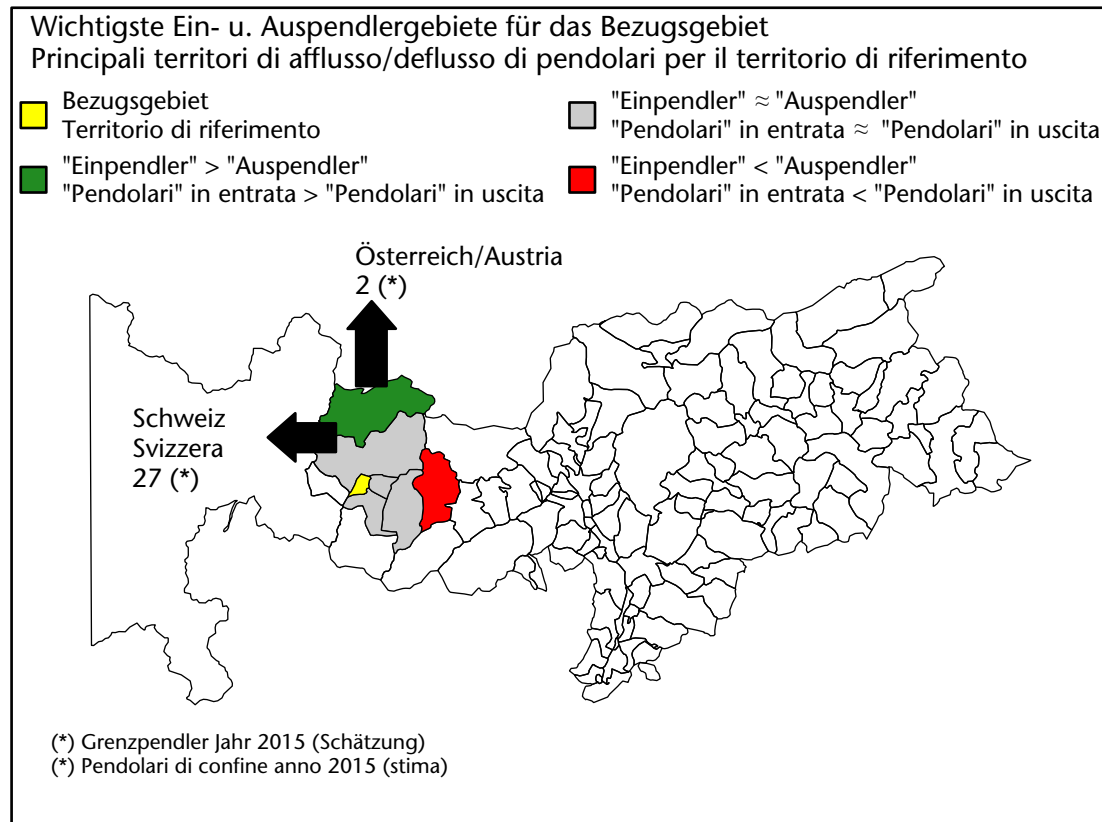 Wichtigste Ein- u. Auspendlergebiete für das Bezugsgebiet
Principali territori di afflusso/deflusso di pendolari per il territorio di riferimento
Bezugsgebiet
Territorio di riferimento
"Einpendler" > "Auspendler"
"Pendolari" in entrata > "Pendolari" in uscita
"Einpendler" ≈ "Auspendler"
"Pendolari" in entrata ≈ "Pendolari" in uscita
"Einpendler" < "Auspendler"
"Pendolari" in entrata < "Pendolari" in uscita
Österreich/Austria
2 (*)
Schweiz
Svizzera
27 (*)
(*) Grenzpendler Jahr 2015 (Schätzung)
(*) Pendolari di confine anno 2015 (stima)